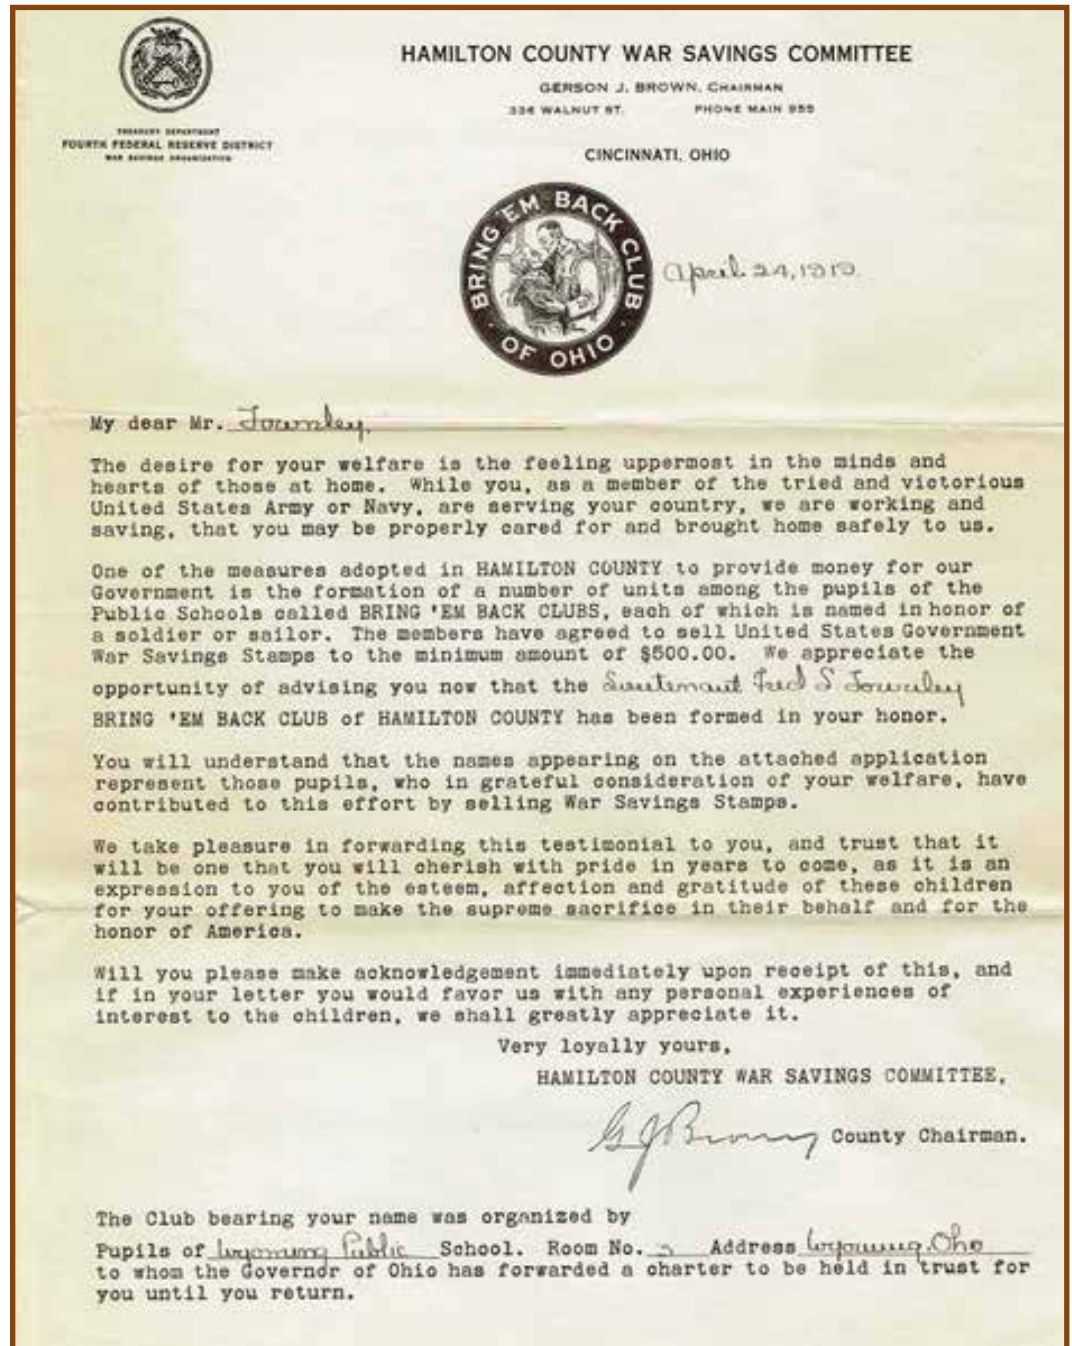 HAMILTON COUNTY WAR SAVINGS COMMITTEE
GERSON J. BROWN, CHAIRMAN
336 WALNUT ST. PHONE MAIN 955
TREASURY DEPARTMENT
FOURTH FEDERAL RESERVE DISTRICT
WAR SAVINGS ORGANIZATION
CINCINNATI, OHIO
BRING 'EM BACK CLUB
· OF OHIO ·
April 24, 1919
My dear Mr. Townley.
The desire for your welfare is the feeling uppermost in the minds and
hearts of those at home. While you, as a member of the tried and victorious
United States Army or Navy, are serving your country, we are working and
saving, that you may be properly cared for and brought home safely to us.
One of the measures adopted in HAMILTON COUNTY to provide money for our
Government is the formation of a number of units among the pupils of the
Public Schools called BRING 'EM BACK CLUBS, each of which is named in honor of
a soldier or sailor. The members have agreed to sell United States Government
War Savings Stamps to the minimum amount of $500.00. We appreciate the
opportunity of advising you now that the Lieutenant Fred S Townley
BRING 'EM BACK CLUB of HAMILTON COUNTY has been formed in your honor.
You will understand that the names appearing on the attached application
represent those pupils, who in grateful consideration of your welfare, have
contributed to this effort by selling War Savings Stamps.
We take pleasure in forwarding this testimonial to you, and trust that it
will be one that you will cherish with pride in years to come, as it is an
expression to you of the esteem, affection and gratitude of these children
for your offering to make the supreme sacrifice in their behalf and for the
honor of America.
Will you please make acknowledgement immediately upon receipt of this, and
if in your letter you would favor us with any personal experiences of
interest to the children, we shall greatly appreciate it.
Very loyally yours,
HAMILTON COUNTY WAR SAVINGS COMMITTEE,
G J Brown County Chairman.
The Club bearing your name was organized by
Pupils of Wyoming Public School. Room No. Address Wyoming, Ohio
to whom the Governor of Ohio has forwarded a charter to be held in trust for
you until you return.